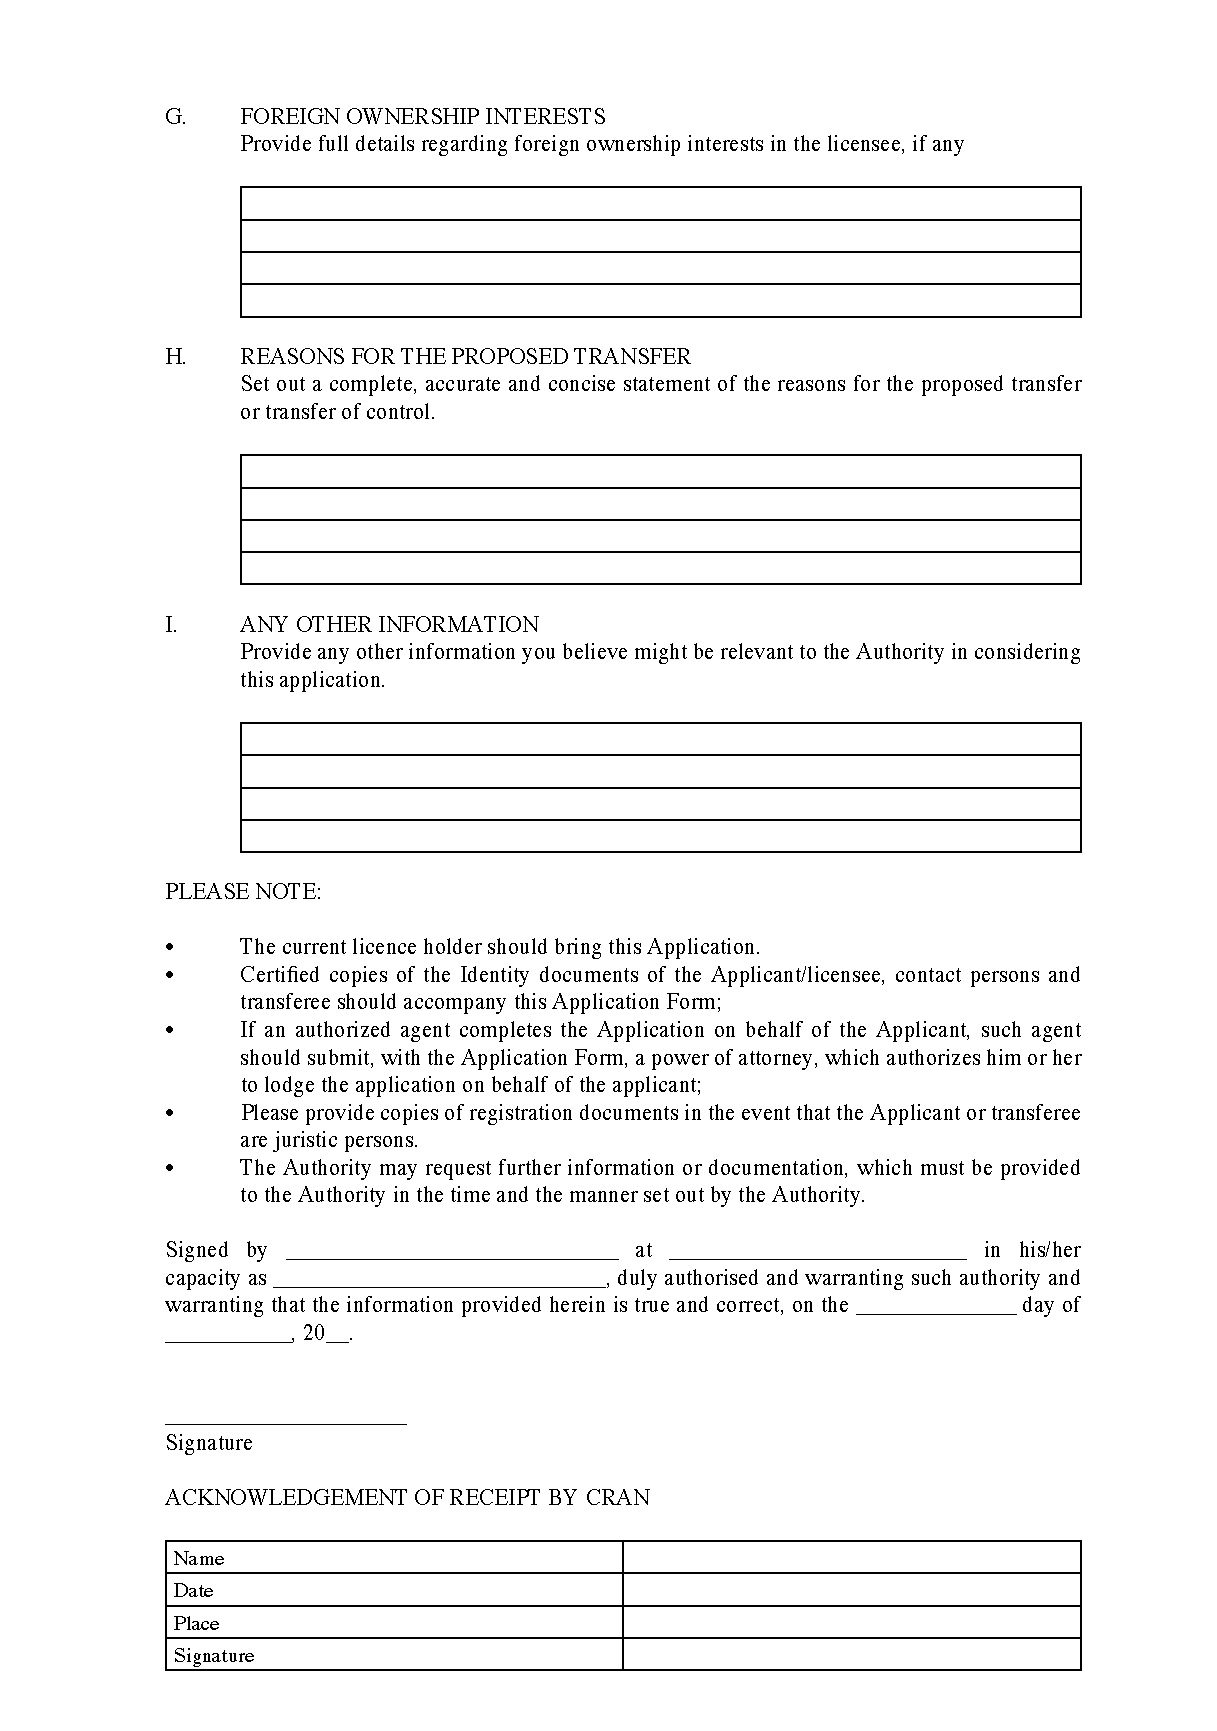 G. FOREIGN OWNERSHIP INTERESTS
Provide full details regarding foreign ownership interests in the licensee, if any
H. REASONS FOR THE PROPOSED TRANSFER
Set out a complete, accurate and concise statement of the reasons for the proposed transfer
or transfer of control.
I. ANY OTHER INFORMATION
Provide any other information you believe might be relevant to the Authority in considering
this application.
PLEASE NOTE:
• The current licence holder should bring this Application.
• Certified copies of the Identity documents of the Applicant/licensee, contact persons and
transferee should accompany this Application Form;
• If an authorized agent completes the Application on behalf of the Applicant, such agent
should submit, with the Application Form, a power of attorney, which authorizes him or her
to lodge the application on behalf of the applicant;
• Please provide copies of registration documents in the event that the Applicant or transferee
are juristic persons.
• The Authority may request further information or documentation, which must be provided
to the Authority in the time and the manner set out by the Authority.
Signed by _____________________________ at __________________________ in his/her
capacity as _____________________________, duly authorised and warranting such authority and
warranting that the information provided herein is true and correct, on the ______________ day of
___________, 20__.
_____________________
Signature
ACKNOWLEDGEMENT OF RECEIPT BY CRAN
Name
Date
Place
Signature